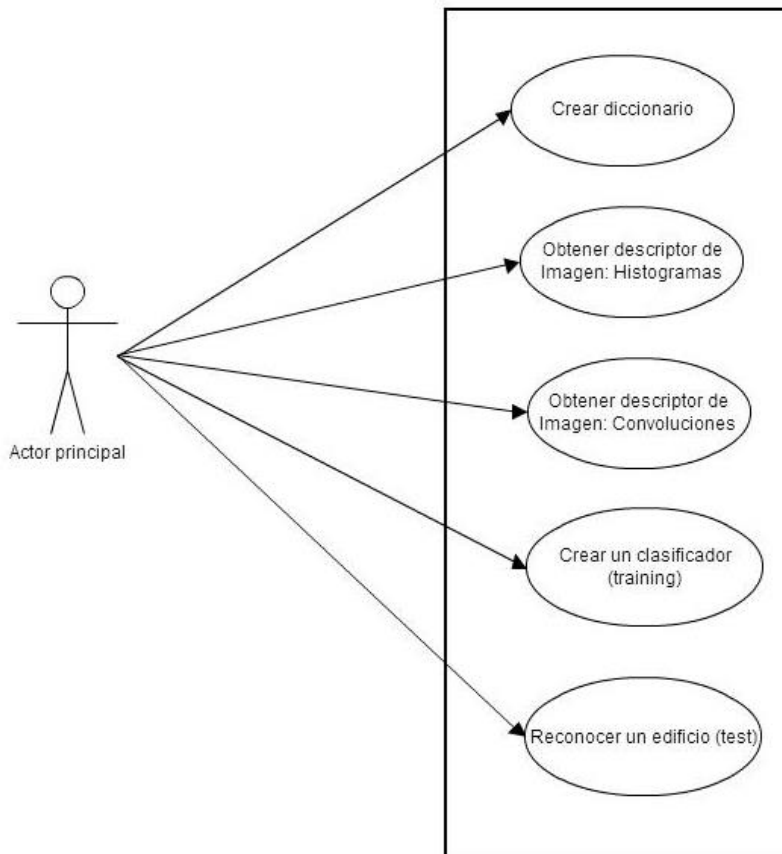 Crear diccionario
Obtener descriptor de
Imagen: Histogramas
Obtener descriptor de
Imagen: Convoluciones
Actor principal
Crear un clasificador
(training)
Reconocer un edificio (test)